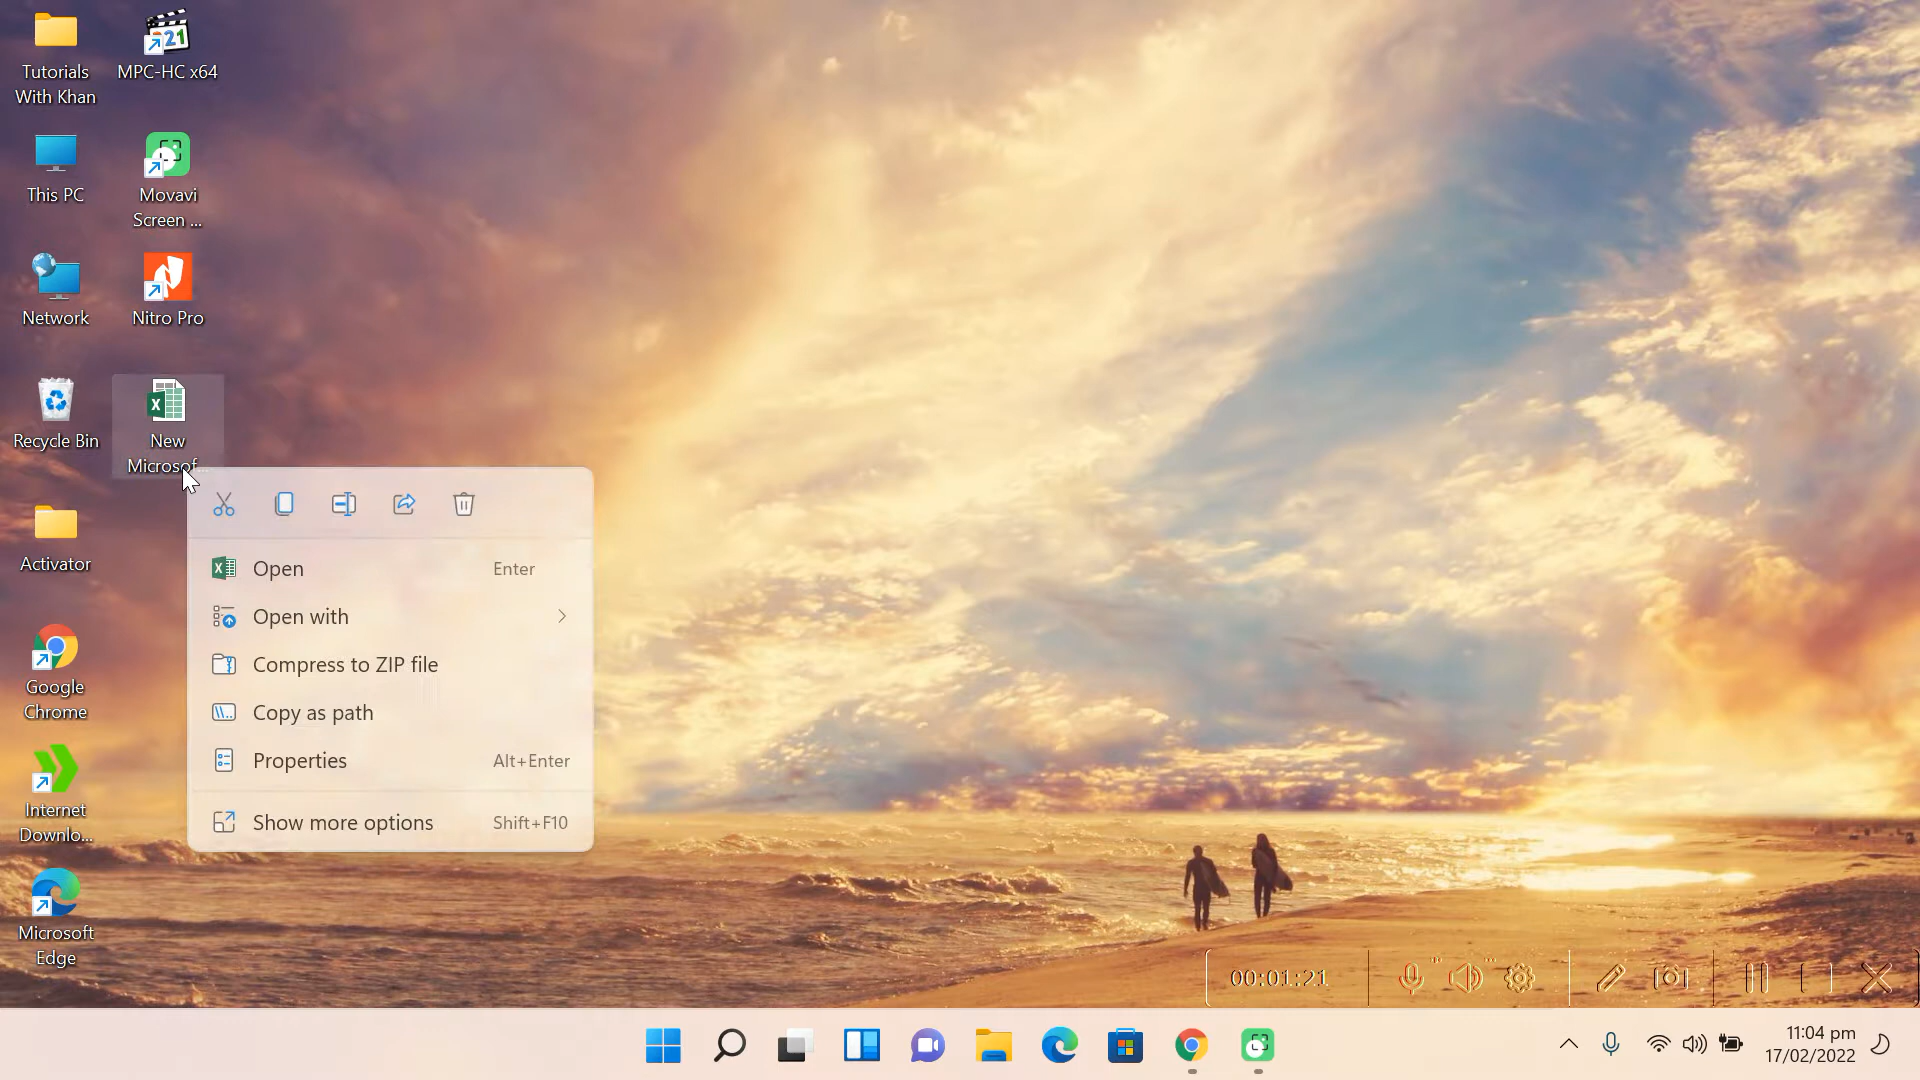 Tutorials
With Khan
MPC-HC x64
21
This PC
Movavi
Screen ...
Network
Nitro Pro
Recycle Bin
New
Microsof...
Activator
Google
Chrome
Internet
Downlo...
Microsoft
Edge
Open Enter
Open with
Compress to ZIP file
Copy as path
Properties Alt+Enter
Show more options Shift+F10
00:01:21
11:04 pm
17/02/2022